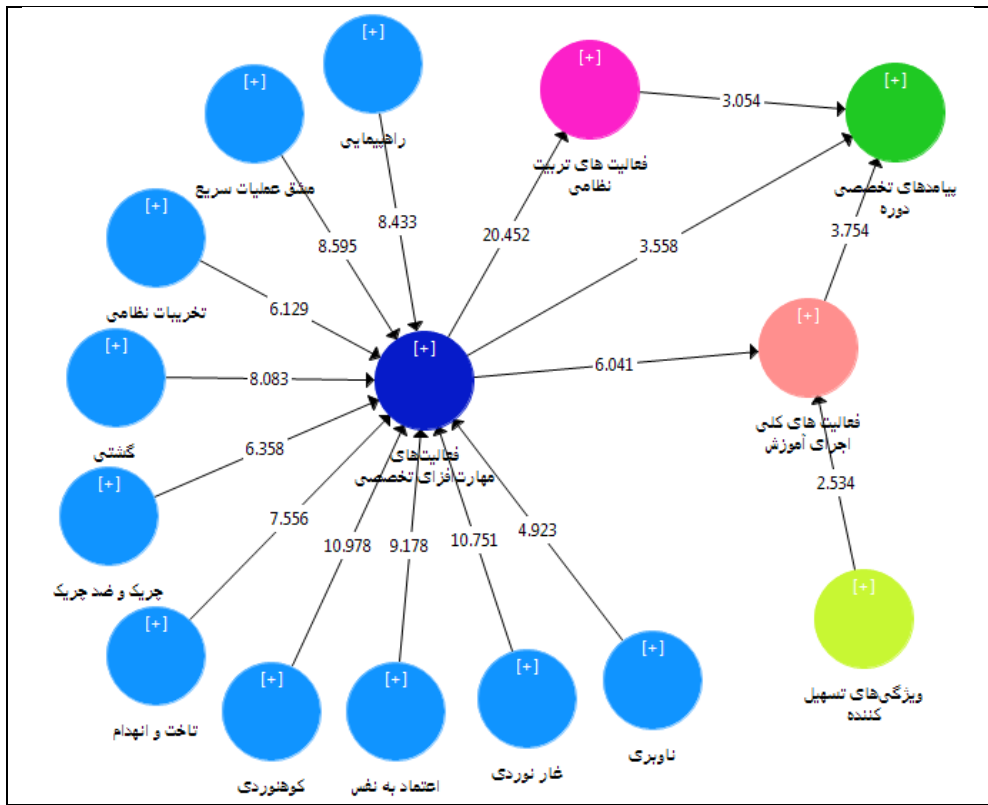 [+]
راهپیمایی
[+]
مشق عملیات سریع
[+]
تخریبات نظامی
[+]
گشتی
[+]
چریک و ضد چریک
[+]
تاخت و انهدام
[+]
کوهنوردی
[+]
اعتماد به نفس
[+]
غار نوردی
[+]
ناوبری
[+]
فعالیت‌های
مهارت افزای تخصصی
[+]
فعالیت های تربیت
نظامی
[+]
پیامدهای تخصصی
دوره
[+]
فعالیت های کلی
اجرای آموزش
[+]
ویژگی‌های تسهیل
کننده
8.433
8.595
6.129
8.083
6.358
7.556
10.978
9.178
10.751
4.923
20.452
3.054
3.558
3.754
6.041
2.534